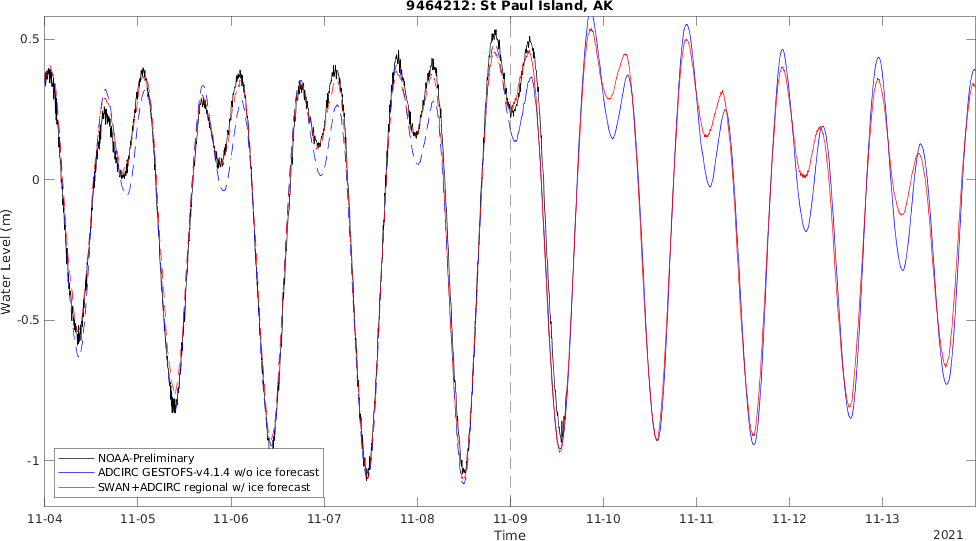 9464212: St Paul Island, AK
Water Level (m)
0.5
0
-0.5
-1
NOAA-Preliminary
ADCIRC GESTOFS-v4.1.4 w/o ice forecast
SWAN+ADCIRC regional w/ ice forecast
11-04 11-05 11-06 11-07 11-08 11-09 11-10 11-11 11-12 11-13
Time
2021